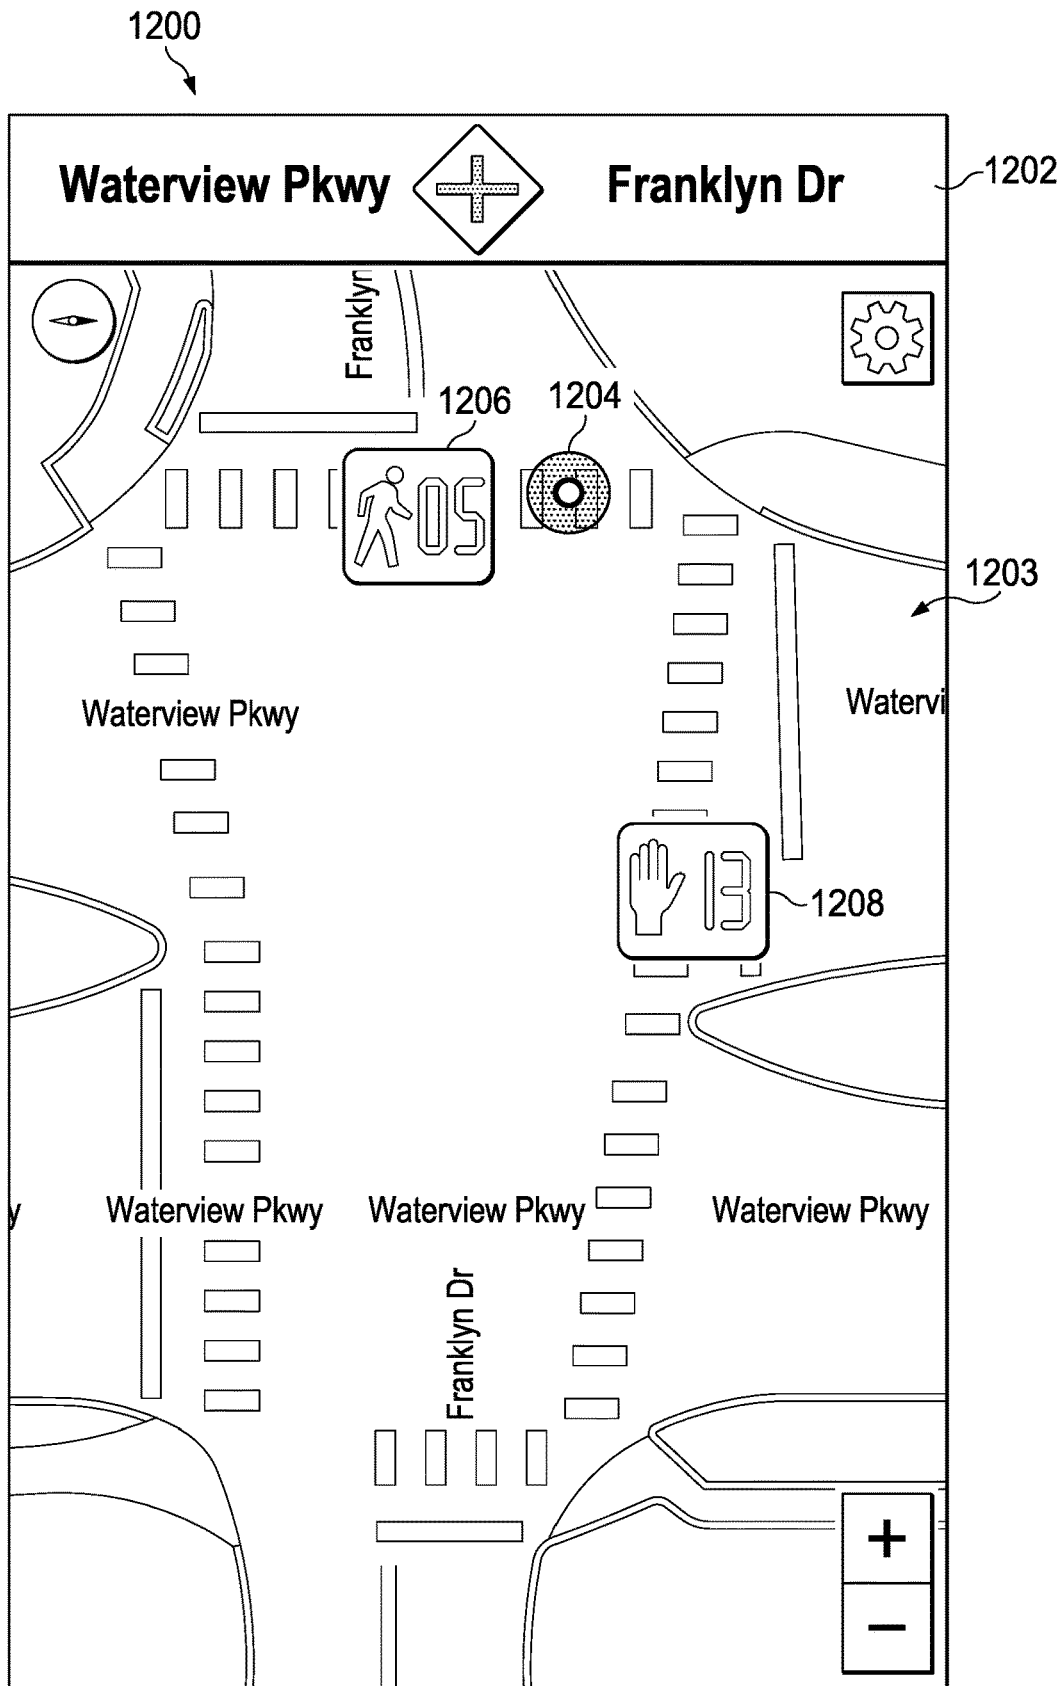 1200
Waterview Pkwy
Franklyn Dr
1202
Franklyn
1206
1204
05
1203
Waterview Pkwy
Watervi
13
1208
y
Waterview Pkwy
Waterview Pkwy
Waterview Pkwy
Franklyn Dr
+
−